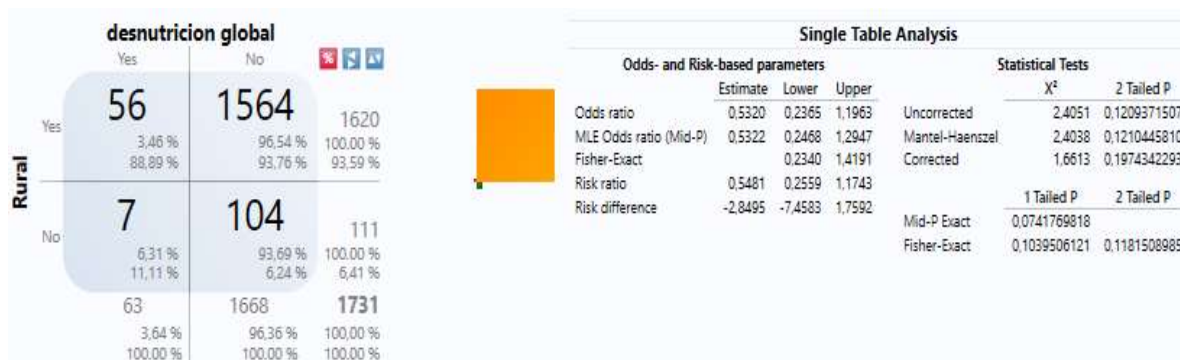 desnutricion global
Yes No %
Rural
Yes 56 1564 1620
3,46 % 96,54 % 100.00 %
88,89 % 93,76 % 93,59 %
No 7 104 111
6,31 % 93,69 % 100.00 %
11,11 % 6,24 % 6,41 %
63 1668 1731
3,64 % 96,36 % 100,00 %
100.00 % 100.00 % 100.00 %
Single Table Analysis
Odds- and Risk-based parameters
Estimate Lower Upper
Odds ratio 0,5320 0,2365 1,1963
MLE Odds ratio (Mid-P) 0,5322 0,2468 1,2947
Fisher-Exact 0,2340 1,4191
Risk ratio 0,5481 0,2559 1,1743
Risk difference -2,8495 -7,4583 1,7592
Statistical Tests
X² 2 Tailed P
Uncorrected 2,4051 0,1209371507
Mantel-Haenszel 2,4038 0,1210445810
Corrected 1,6613 0,1974342293
1 Tailed P 2 Tailed P
Mid-P Exact 0,0741769818
Fisher-Exact 0,1039506121 0,1181508985